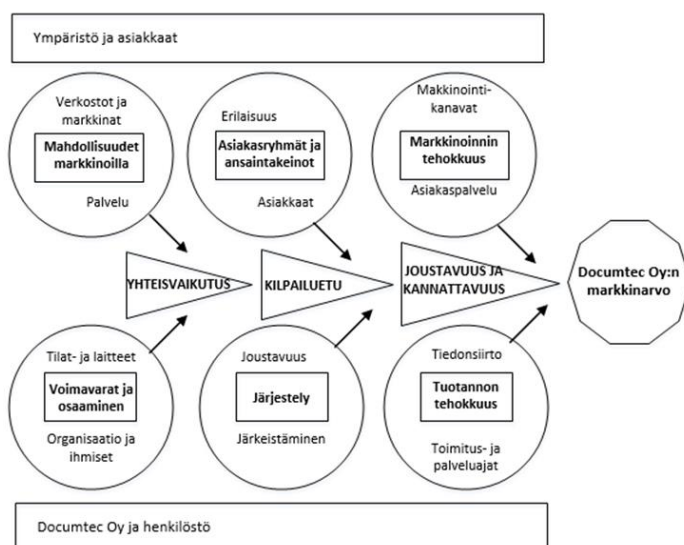 Ympäristö ja asiakkaat
Verkostot ja
markkinat
Mahdollisuudet
markkinoilla
Palvelu
Erilaisuus
Asiakasryhmät ja
ansaintakeinot
Asiakkaat
Makkinointi-
kanavat
Markkinoinnin
tehokkuus
Asiakaspalvelu
YHTEISVAIKUTUS
KILPAILUETU
JOUSTAVUUS JA
KANNATTAVUUS
Documtec Oy:n
markkinarvo
Tilat- ja laitteet
Voimavarat ja
osaaminen
Organisaatio ja
ihmiset
Joustavuus
Järjestely
Järkeistäminen
Tiedonsiirto
Tuotannon
tehokkuus
Toimitus- ja
palveluajat
Documtec Oy ja henkilöstö